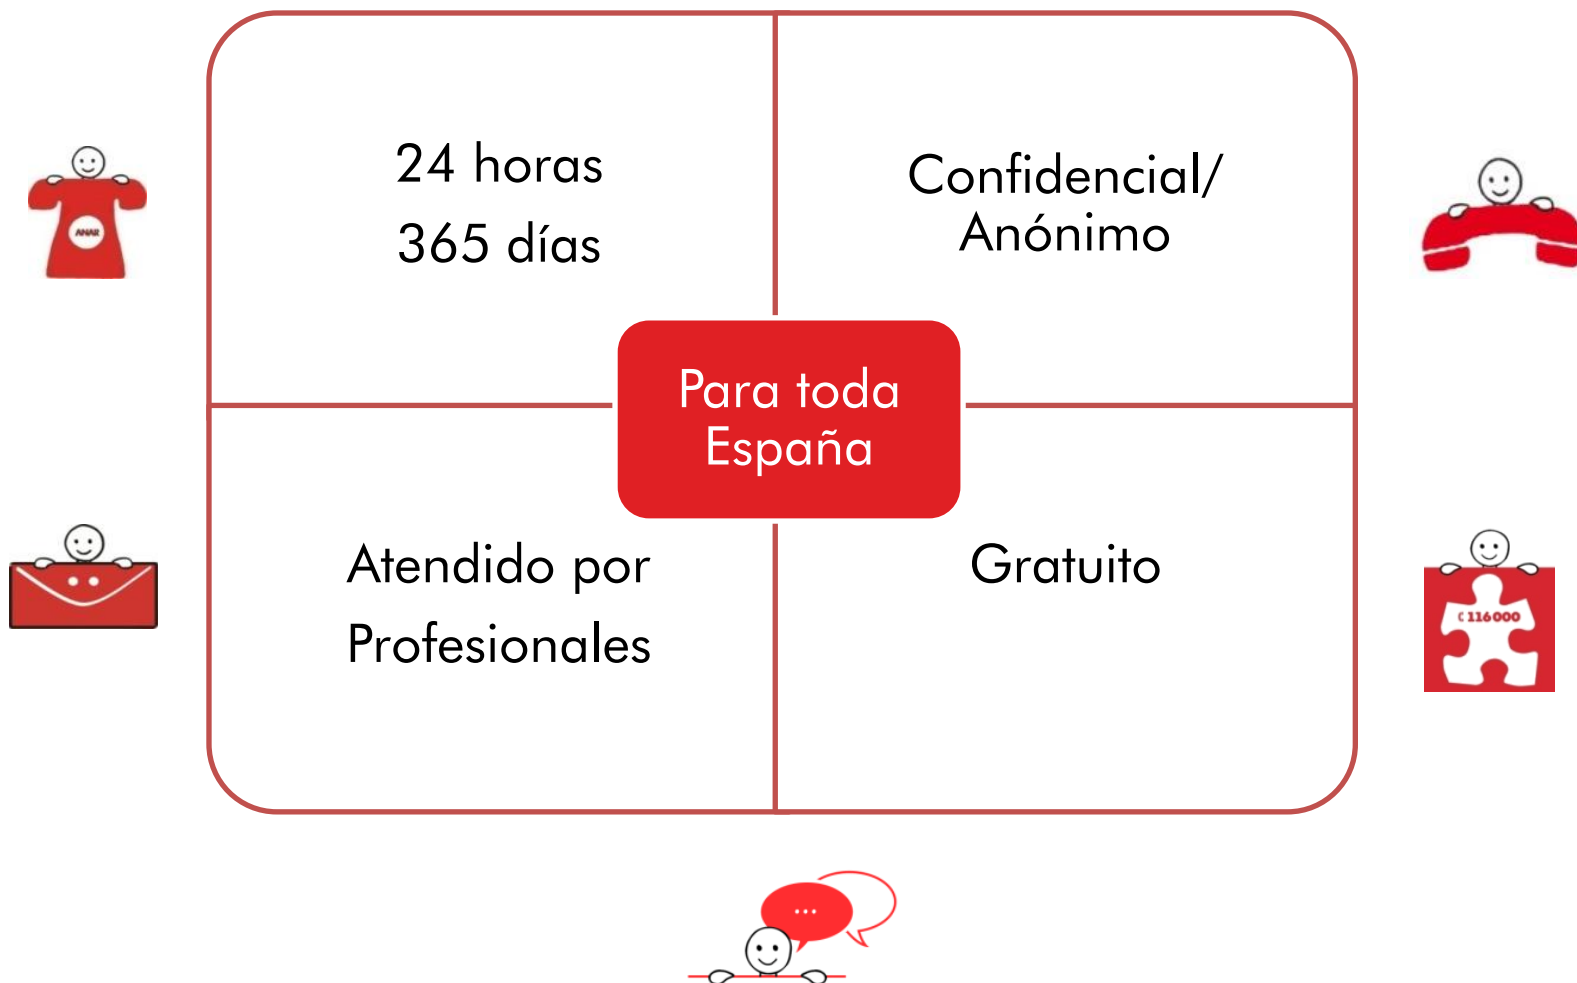 24 horas
365 días
Confidencial/
Anónimo
ANAR
Para toda
España
Atendido por
Profesionales
Gratuito
116000
...